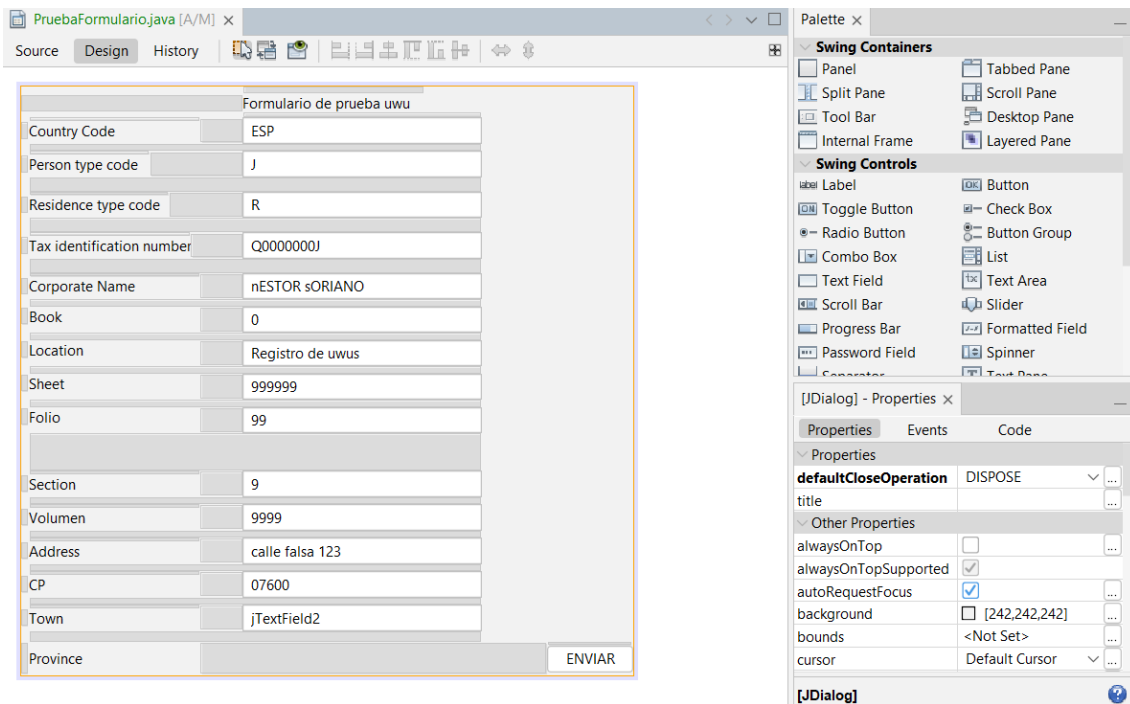 PruebaFormulario.java [A/M]
Source Design History
Formulario de prueba uwu
Country Code ESP
Person type code J
Residence type code R
Tax identification number Q0000000J
Corporate Name nESTOR sORIANO
Book 0
Location Registro de uwus
Sheet 999999
Folio 99
Section 9
Volumen 9999
Address calle falsa 123
CP 07600
Town jTextField2
Province ENVIAR
Palette
Swing Containers
Panel Tabbed Pane
Split Pane Scroll Pane
Tool Bar Desktop Pane
Internal Frame Layered Pane
Swing Controls
label Label OK Button
ON Toggle Button Check Box
Radio Button Button Group
Combo Box List
Text Field Text Area
Scroll Bar Slider
Progress Bar Formatted Field
Password Field Spinner
Separator Text Pane
[JDialog] - Properties
Properties Events Code
Properties
defaultCloseOperation DISPOSE ...
title ...
Other Properties
alwaysOnTop ...
alwaysOnTopSupported
autoRequestFocus ...
background [242,242,242] ...
bounds <Not Set> ...
cursor Default Cursor ...
[JDialog] ?